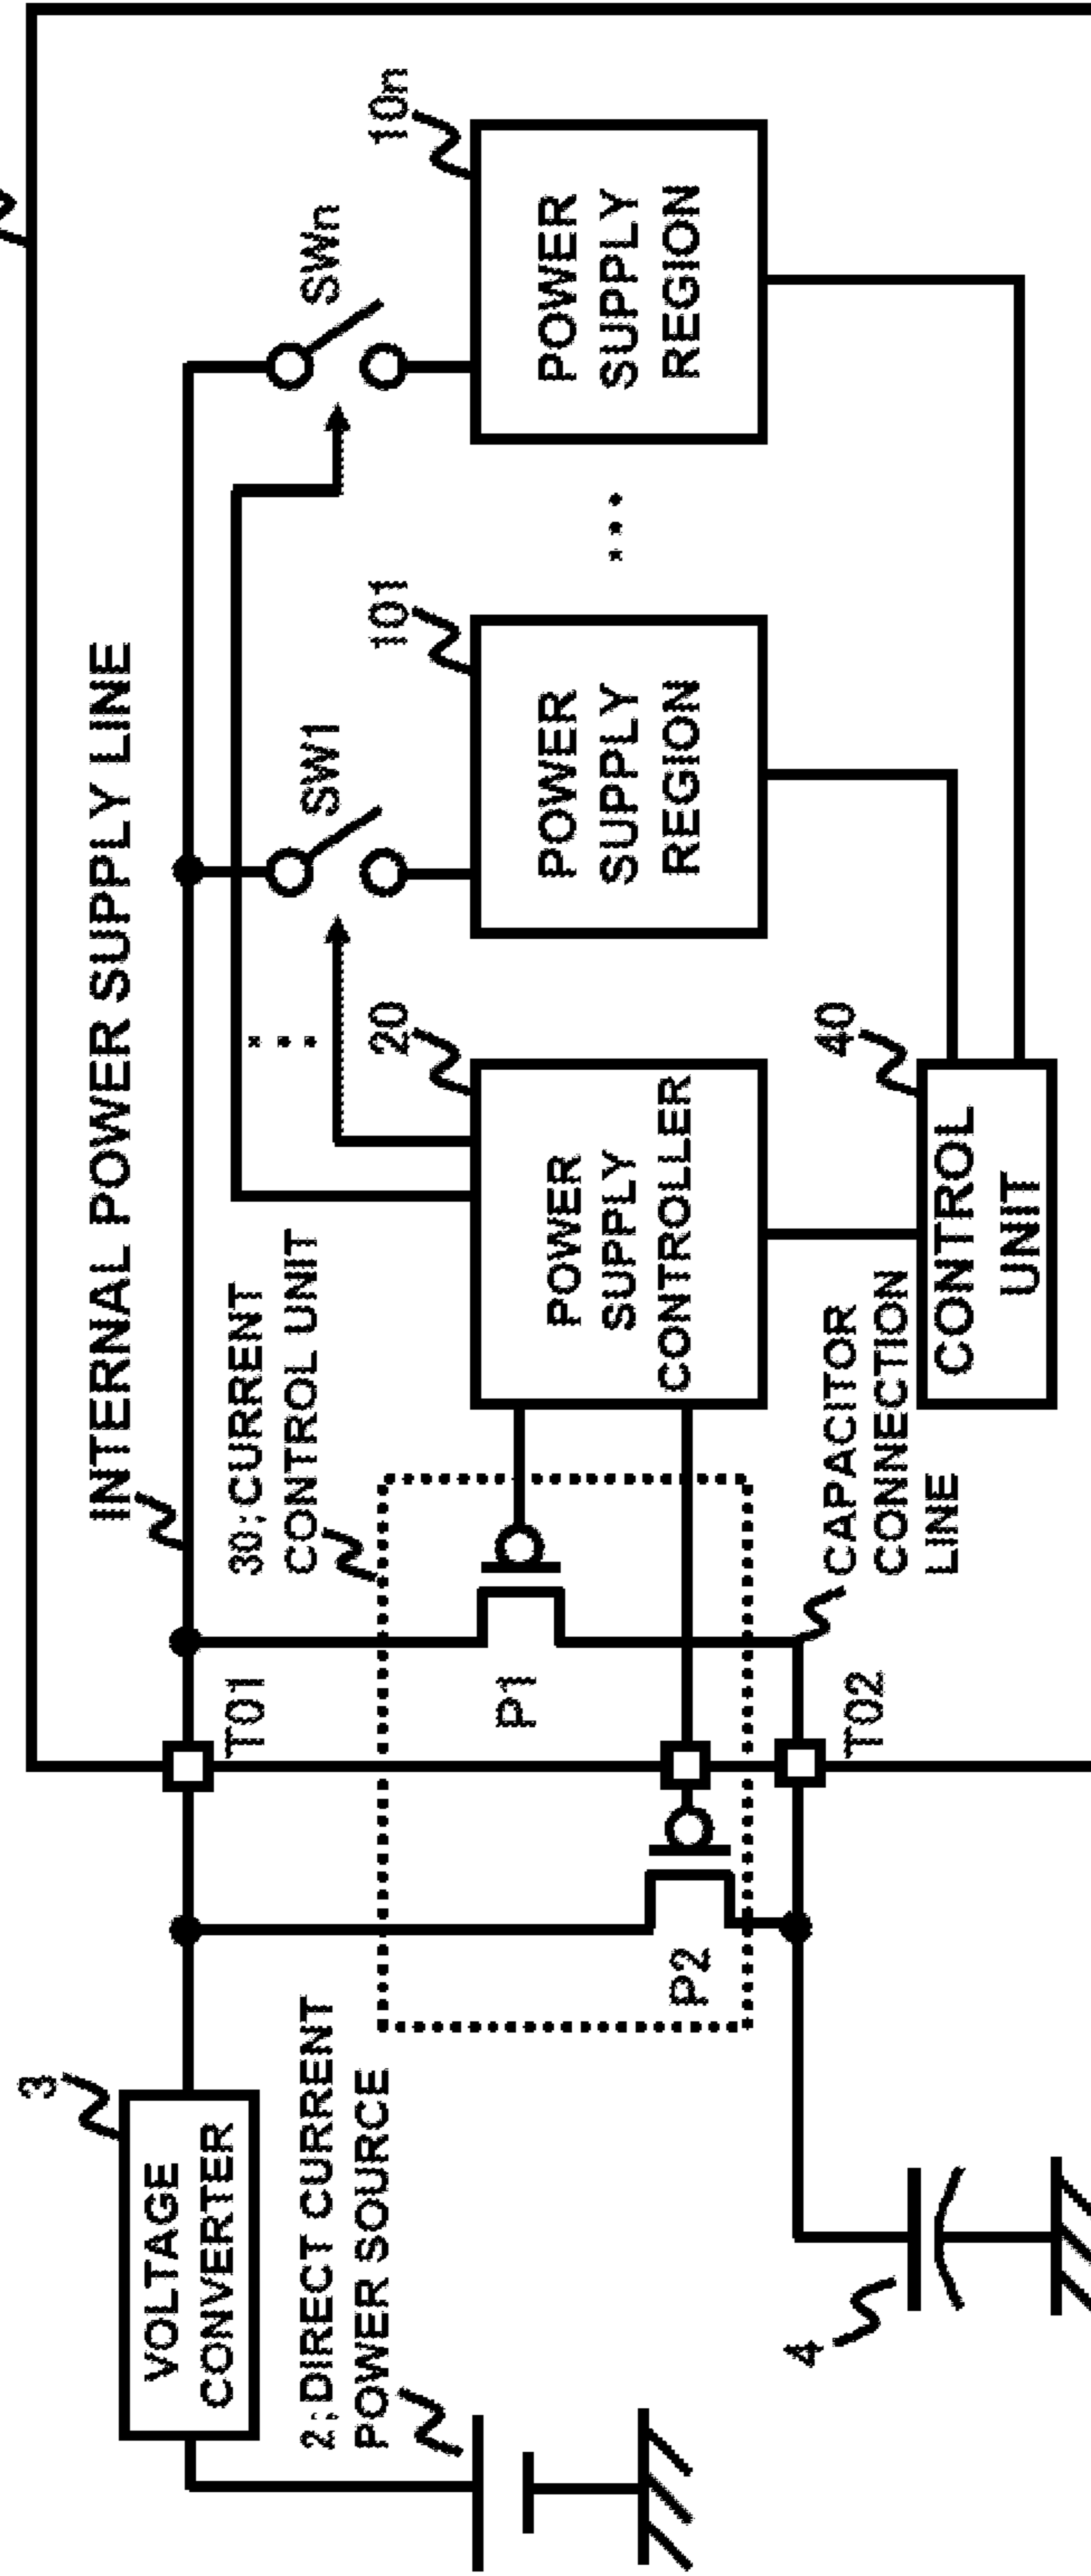 3
VOLTAGE
CONVERTER
2; DIRECT CURRENT
POWER SOURCE
4
INTERNAL POWER SUPPLY LINE
T01
30; CURRENT
CONTROL UNIT
P1
P2
T02
CAPACITOR
CONNECTION
LINE
20
POWER
SUPPLY
CONTROLLER
40
CONTROL
UNIT
...
SW1
101
POWER
SUPPLY
REGION
...
SWn
10n
POWER
SUPPLY
REGION